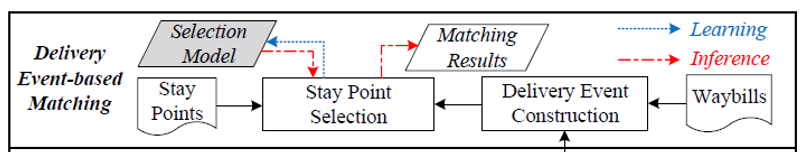 Delivery
Event-based
Matching
Selection
Model
Matching
Results
Learning
Inference
Stay
Points
Stay Point
Selection
Delivery Event
Construction
Waybills